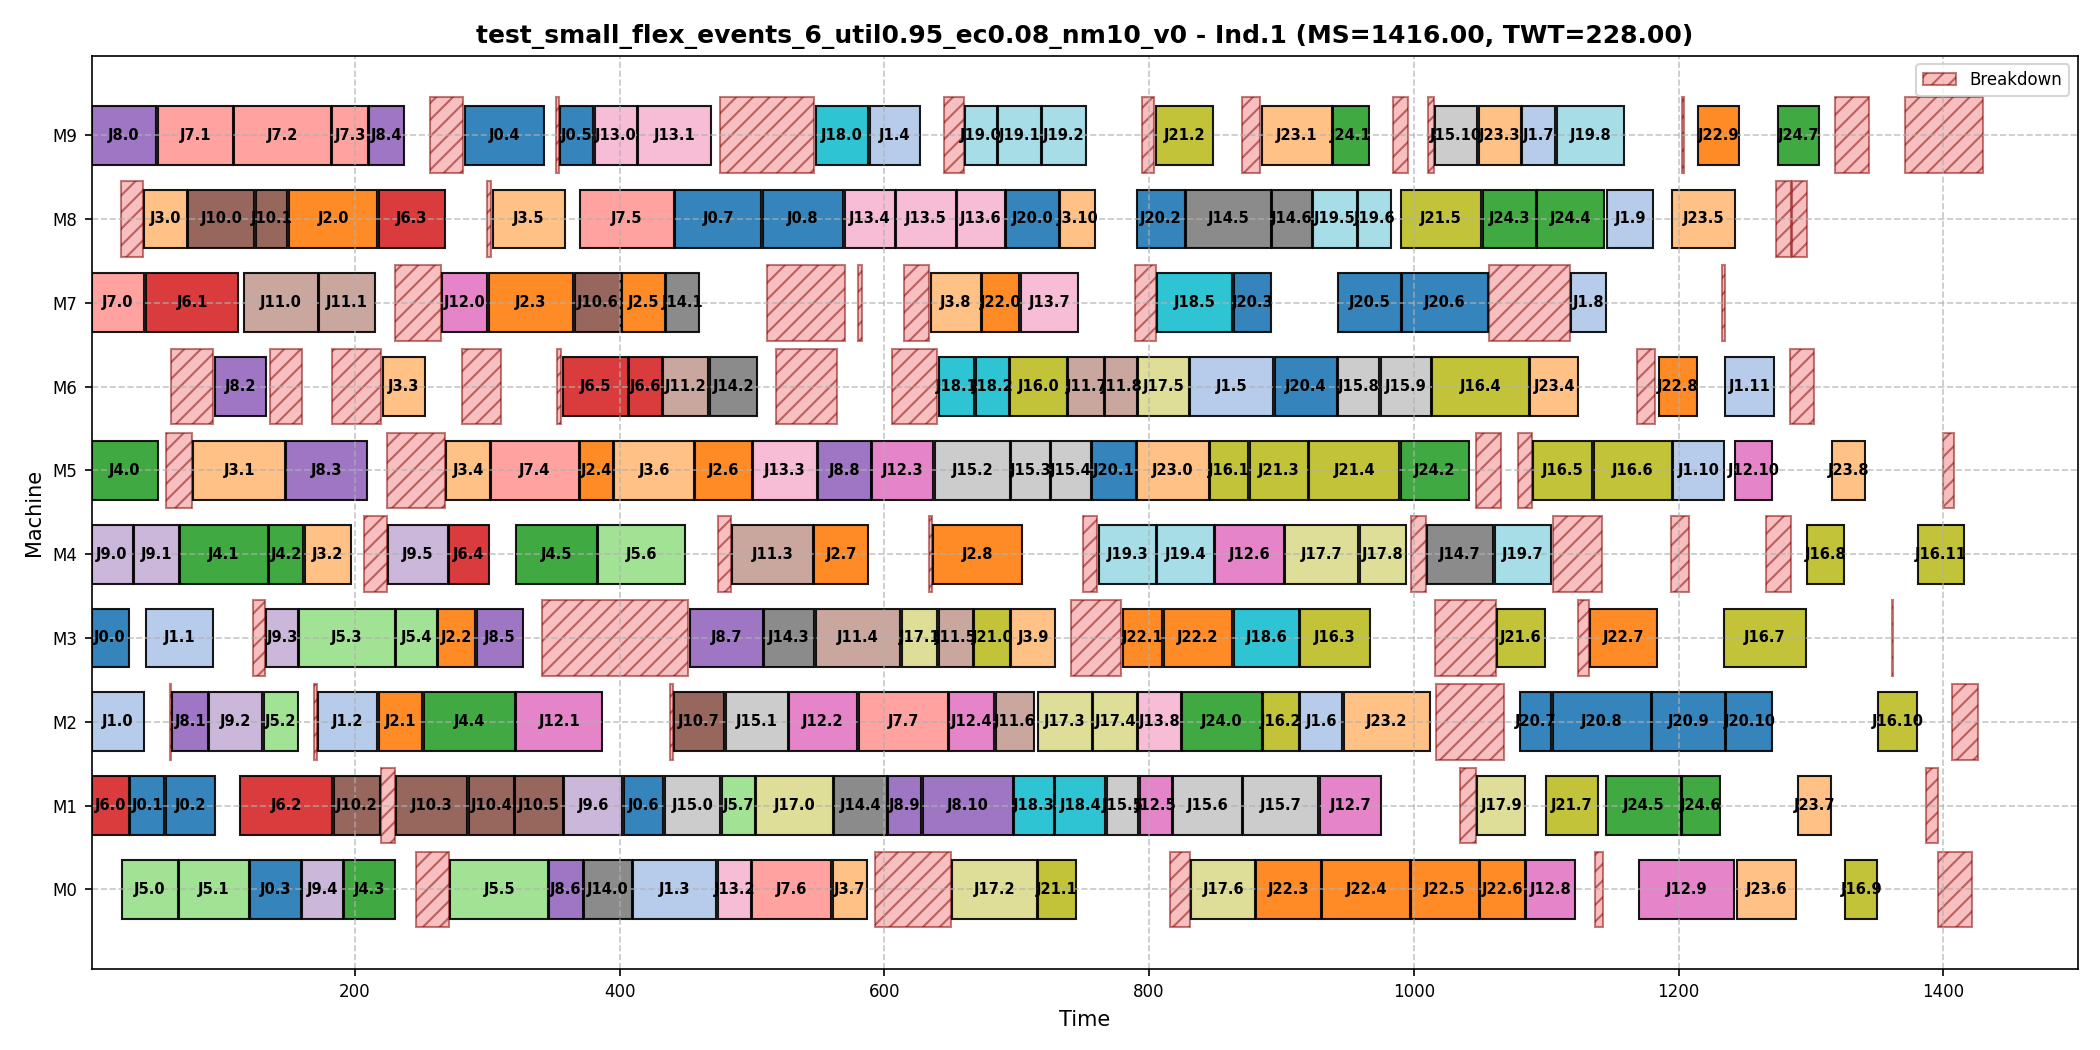 test_small_flex_events_6_util0.95_ec0.08_nm10_v0 - Ind.1 (MS=1416.00, TWT=228.00)
Breakdown
M9 J8.0 J7.1 J7.2 J7.3 J8.4 J0.4 J0.5 J13.0 J13.1 J18.0 J1.4 J19.0 J19.1 J19.2 J21.2 J23.1 J24.1 J15.10 J23.3 J1.7 J19.8 J22.9 J24.7
M8 J3.0 J10.0 J10.1 J2.0 J6.3 J3.5 J7.5 J0.7 J0.8 J13.4 J13.5 J13.6 J20.0 J3.10 J20.2 J14.5 J14.6 J19.5 J19.6 J21.5 J24.3 J24.4 J1.9 J23.5
M7 J7.0 J6.1 J11.0 J11.1 J12.0 J2.3 J10.6 J2.5 J14.1 J3.8 J22.0 J13.7 J18.5 J20.3 J20.5 J20.6 J1.8
M6 J8.2 J3.3 J6.5 J6.6 J11.2 J14.2 J18.1 J18.2 J16.0 J11.7 J11.8 J17.5 J1.5 J20.4 J15.8 J15.9 J16.4 J23.4 J22.8 J1.11
M5 J4.0 J3.1 J8.3 J3.4 J7.4 J2.4 J3.6 J2.6 J13.3 J8.8 J12.3 J15.2 J15.3 J15.4 J20.1 J23.0 J16.1 J21.3 J21.4 J24.2 J16.5 J16.6 J1.10 J12.10 J23.8
M4 J9.0 J9.1 J4.1 J4.2 J3.2 J9.5 J6.4 J4.5 J5.6 J11.3 J2.7 J2.8 J19.3 J19.4 J12.6 J17.7 J17.8 J14.7 J19.7 J16.8 J16.11
M3 J0.0 J1.1 J9.3 J5.3 J5.4 J2.2 J8.5 J8.7 J14.3 J11.4 J17.1 J11.5 J21.0 J3.9 J22.1 J22.2 J18.6 J16.3 J21.6 J22.7 J16.7
M2 J1.0 J8.1 J9.2 J5.2 J1.2 J2.1 J4.4 J12.1 J10.7 J15.1 J12.2 J7.7 J12.4 J11.6 J17.3 J17.4 J13.8 J24.0 J16.2 J1.6 J23.2 J20.7 J20.8 J20.9 J20.10 J16.10
M1 J6.0 J0.1 J0.2 J6.2 J10.2 J10.3 J10.4 J10.5 J9.6 J0.6 J15.0 J5.7 J17.0 J14.4 J8.9 J8.10 J18.3 J18.4 J15.5 J12.5 J15.6 J15.7 J12.7 J17.9 J21.7 J24.5 J24.6 J23.7
M0 J5.0 J5.1 J0.3 J9.4 J4.3 J5.5 J8.6 J14.0 J1.3 J13.2 J7.6 J3.7 J17.2 J21.1 J17.6 J22.3 J22.4 J22.5 J22.6 J12.8 J12.9 J23.6 J16.9
200 400 600 800 1000 1200 1400
Time
Machine